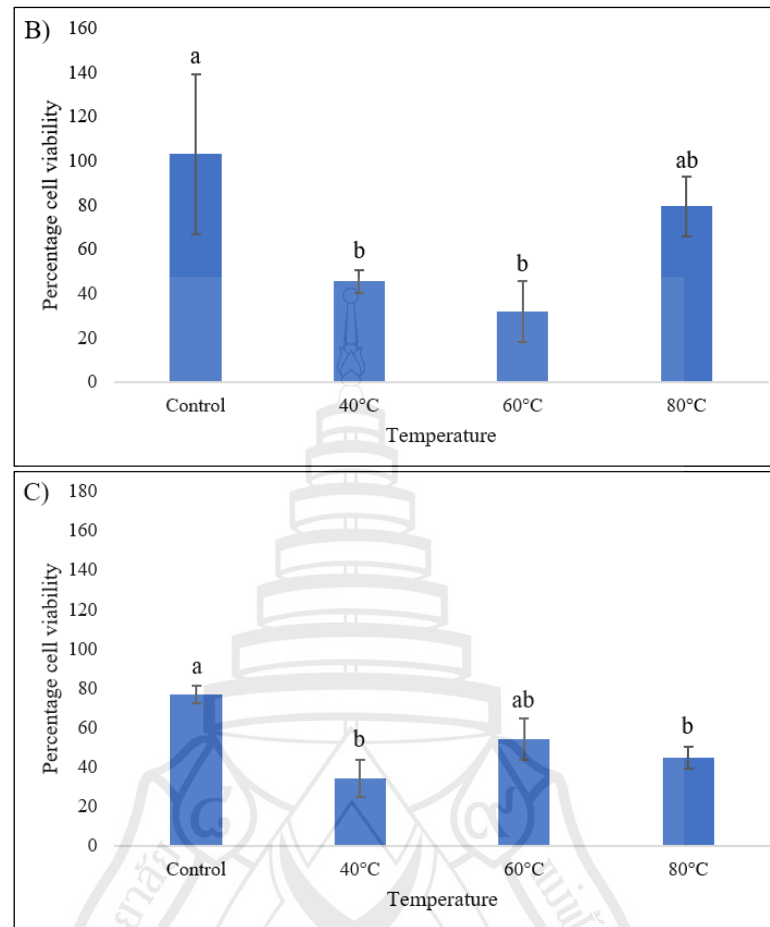 B)
160
140
120
100
80
60
40
20
0
Percentage cell viability
a
b
b
ab
Control 40°C 60°C 80°C
Temperature
C)
180
160
140
120
100
80
60
40
20
0
Percentage cell viability
a
b
ab
b
Control 40°C 60°C 80°C
Temperature